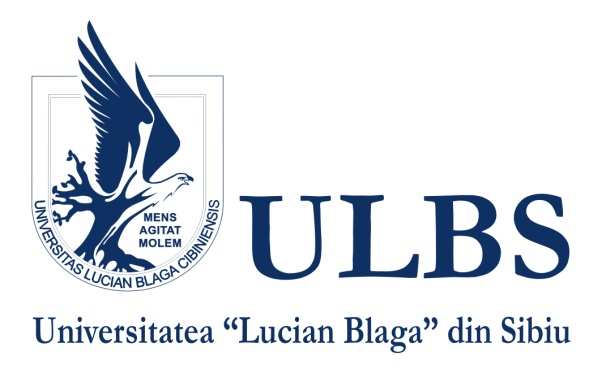 MENS
AGITAT
MOLEM
UNIVERSITAS LUCIAN BLAGA CIBINIENSIS
ULBS
Universitatea “Lucian Blaga” din Sibiu